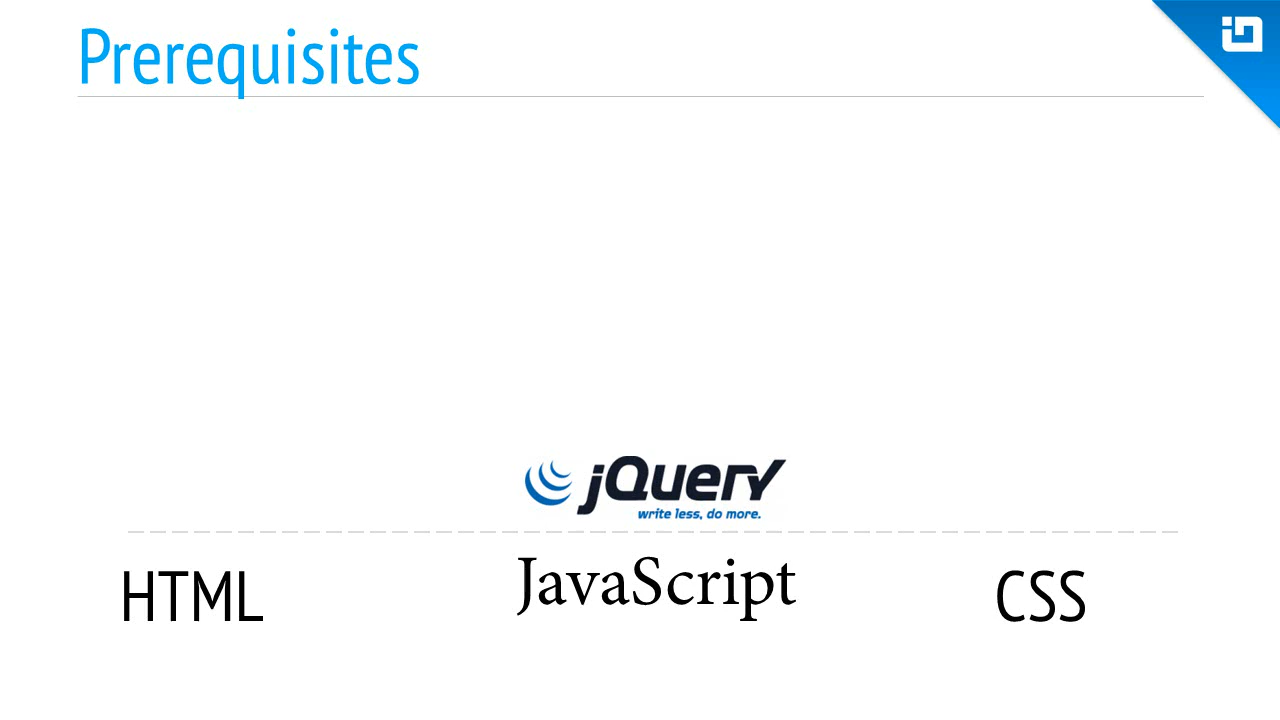 Prerequisites
jQuery
write less, do more.
HTML
JavaScript
CSS